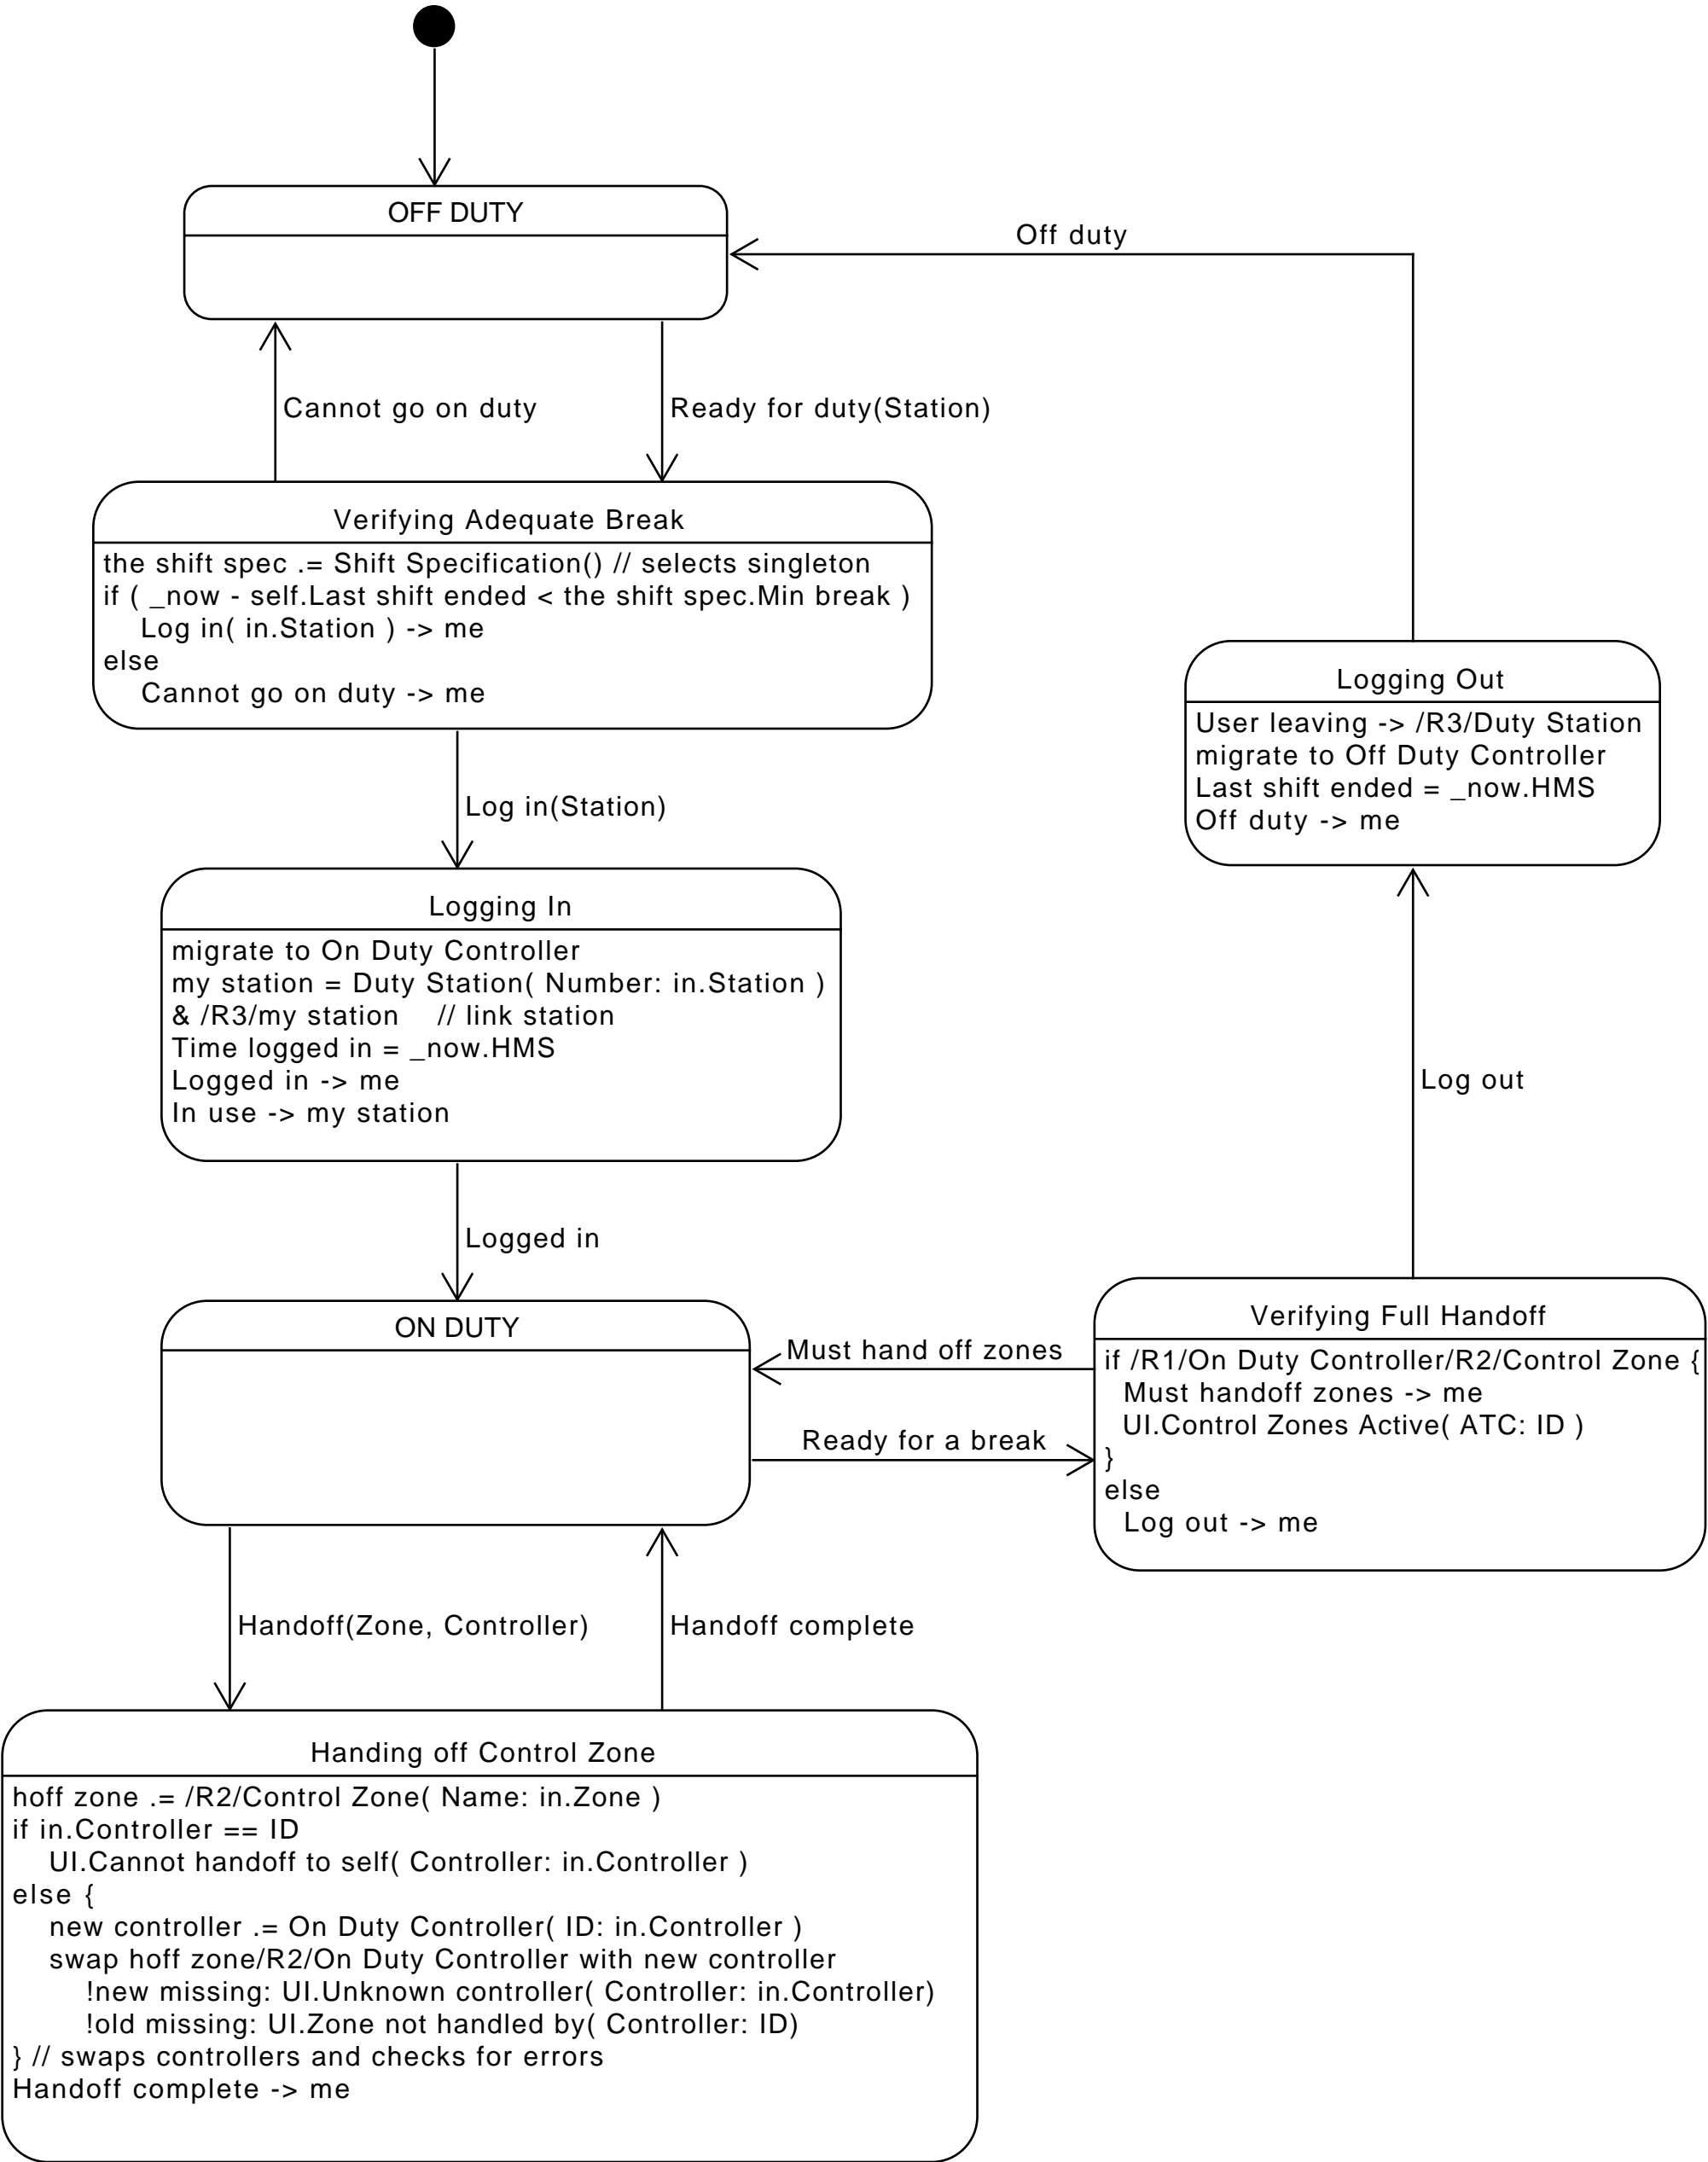 OFF DUTY
Off duty
Cannot go on duty
Ready for duty(Station)
Verifying Adequate Break
the shift spec .= Shift Specification() // selects singleton
if ( _now - self.Last shift ended < the shift spec.Min break )
Log in( in.Station ) -> me
else
Cannot go on duty -> me
Logging Out
User leaving -> /R3/Duty Station
migrate to Off Duty Controller
Last shift ended = _now.HMS
Off duty -> me
Log in(Station)
Logging In
migrate to On Duty Controller
my station = Duty Station( Number: in.Station )
& /R3/my station // link station
Time logged in = _now.HMS
Logged in -> me
In use -> my station
Log out
Logged in
ON DUTY
Must hand off zones
Ready for a break
Verifying Full Handoff
if /R1/On Duty Controller/R2/Control Zone {
Must handoff zones -> me
UI.Control Zones Active( ATC: ID )
}
else
Log out -> me
Handoff(Zone, Controller)
Handoff complete
Handing off Control Zone
hoff zone .= /R2/Control Zone( Name: in.Zone )
if in.Controller == ID
UI.Cannot handoff to self( Controller: in.Controller )
else {
new controller .= On Duty Controller( ID: in.Controller )
swap hoff zone/R2/On Duty Controller with new controller
!new missing: UI.Unknown controller( Controller: in.Controller)
!old missing: UI.Zone not handled by( Controller: ID)
} // swaps controllers and checks for errors
Handoff complete -> me